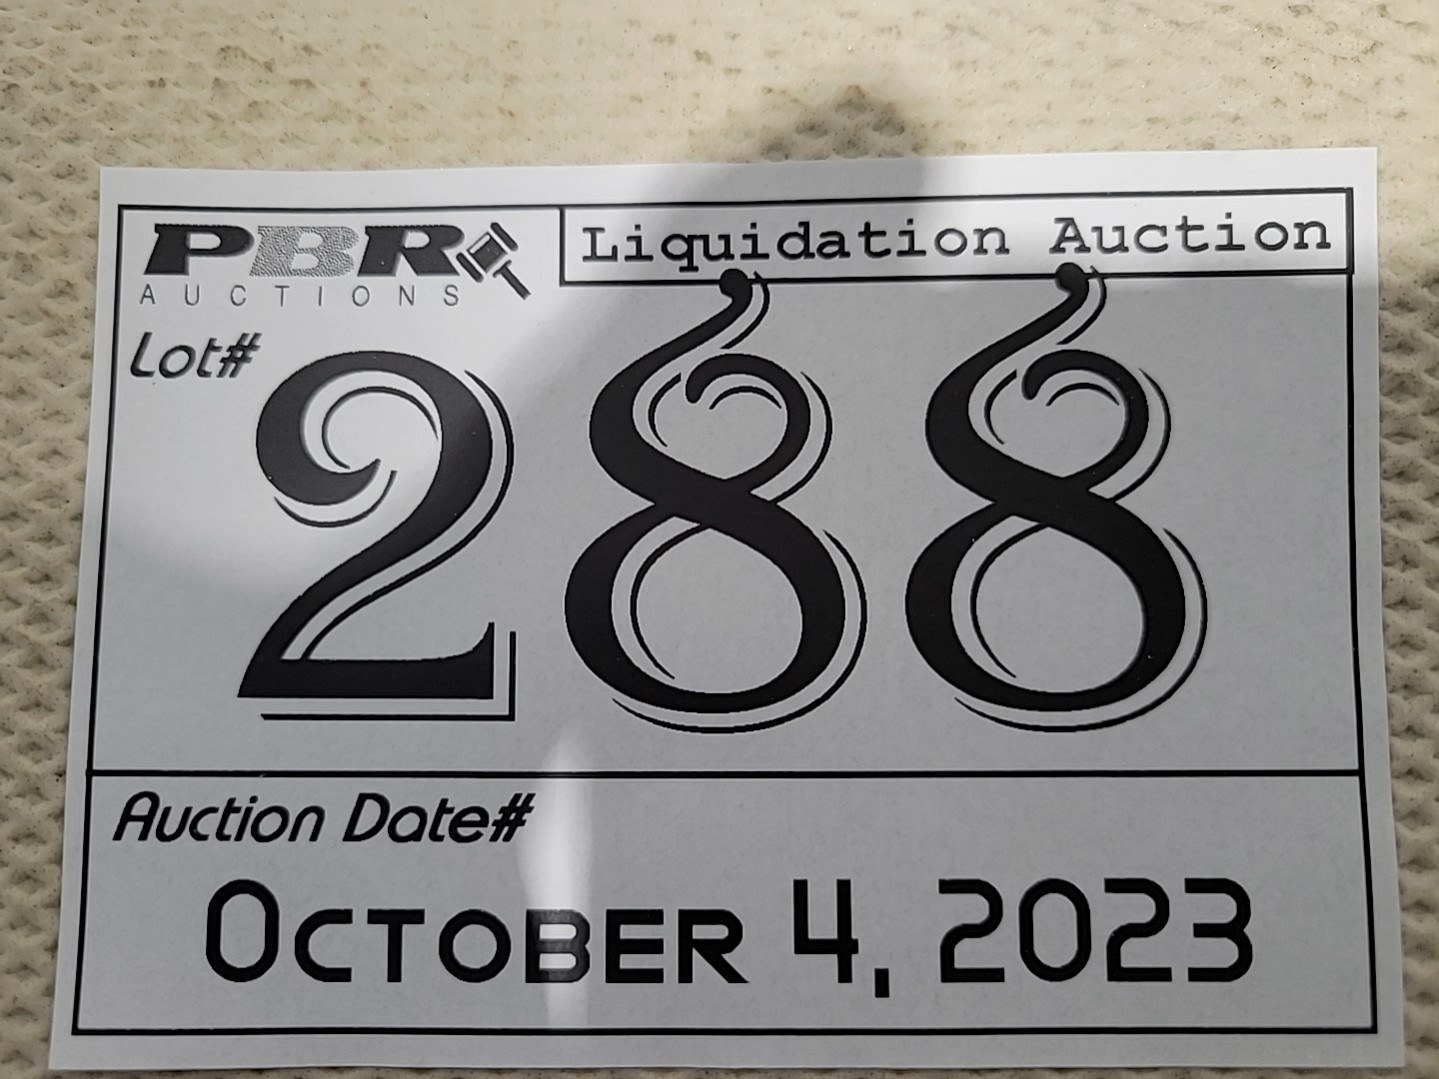 PBR
AUCTIONS
Liquidation Auction
Lot#
288
Auction Date#
October 4, 2023